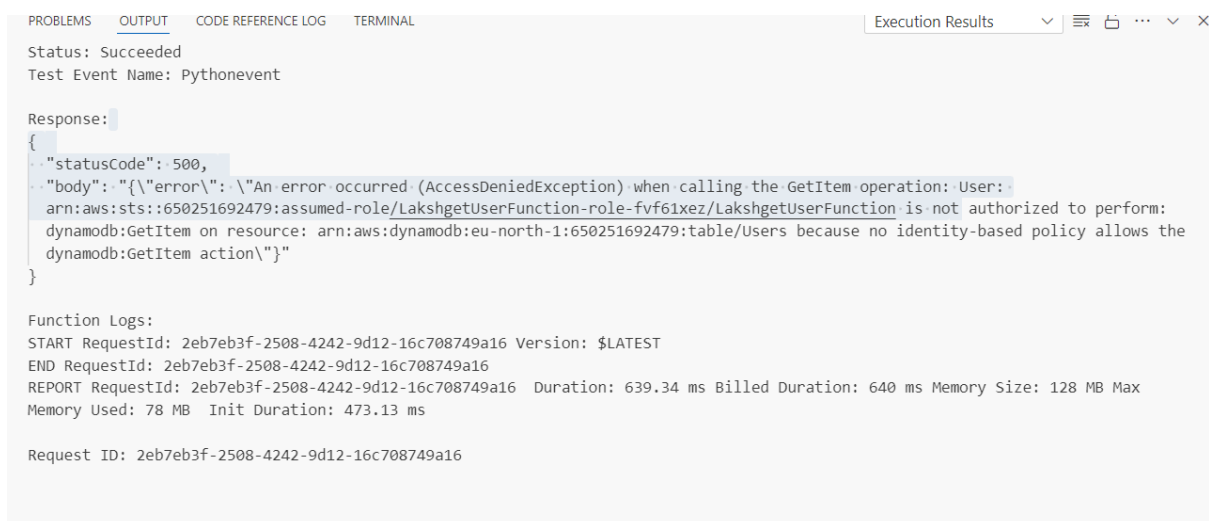 PROBLEMS OUTPUT CODE REFERENCE LOG TERMINAL Execution Results
Status: Succeeded
Test Event Name: Pythonevent
Response:
{
"statusCode": 500,
"body": "{\"error\": \"An error occurred (AccessDeniedException) when calling the GetItem operation: User:
arn:aws:sts::650251692479:assumed-role/LakshgetUserFunction-role-fvf61xez/LakshgetUserFunction is not authorized to perform:
dynamodb:GetItem on resource: arn:aws:dynamodb:eu-north-1:650251692479:table/Users because no identity-based policy allows the
dynamodb:GetItem action\"}"
}
Function Logs:
START RequestId: 2eb7eb3f-2508-4242-9d12-16c708749a16 Version: $LATEST
END RequestId: 2eb7eb3f-2508-4242-9d12-16c708749a16
REPORT RequestId: 2eb7eb3f-2508-4242-9d12-16c708749a16 Duration: 639.34 ms Billed Duration: 640 ms Memory Size: 128 MB Max
Memory Used: 78 MB Init Duration: 473.13 ms
Request ID: 2eb7eb3f-2508-4242-9d12-16c708749a16